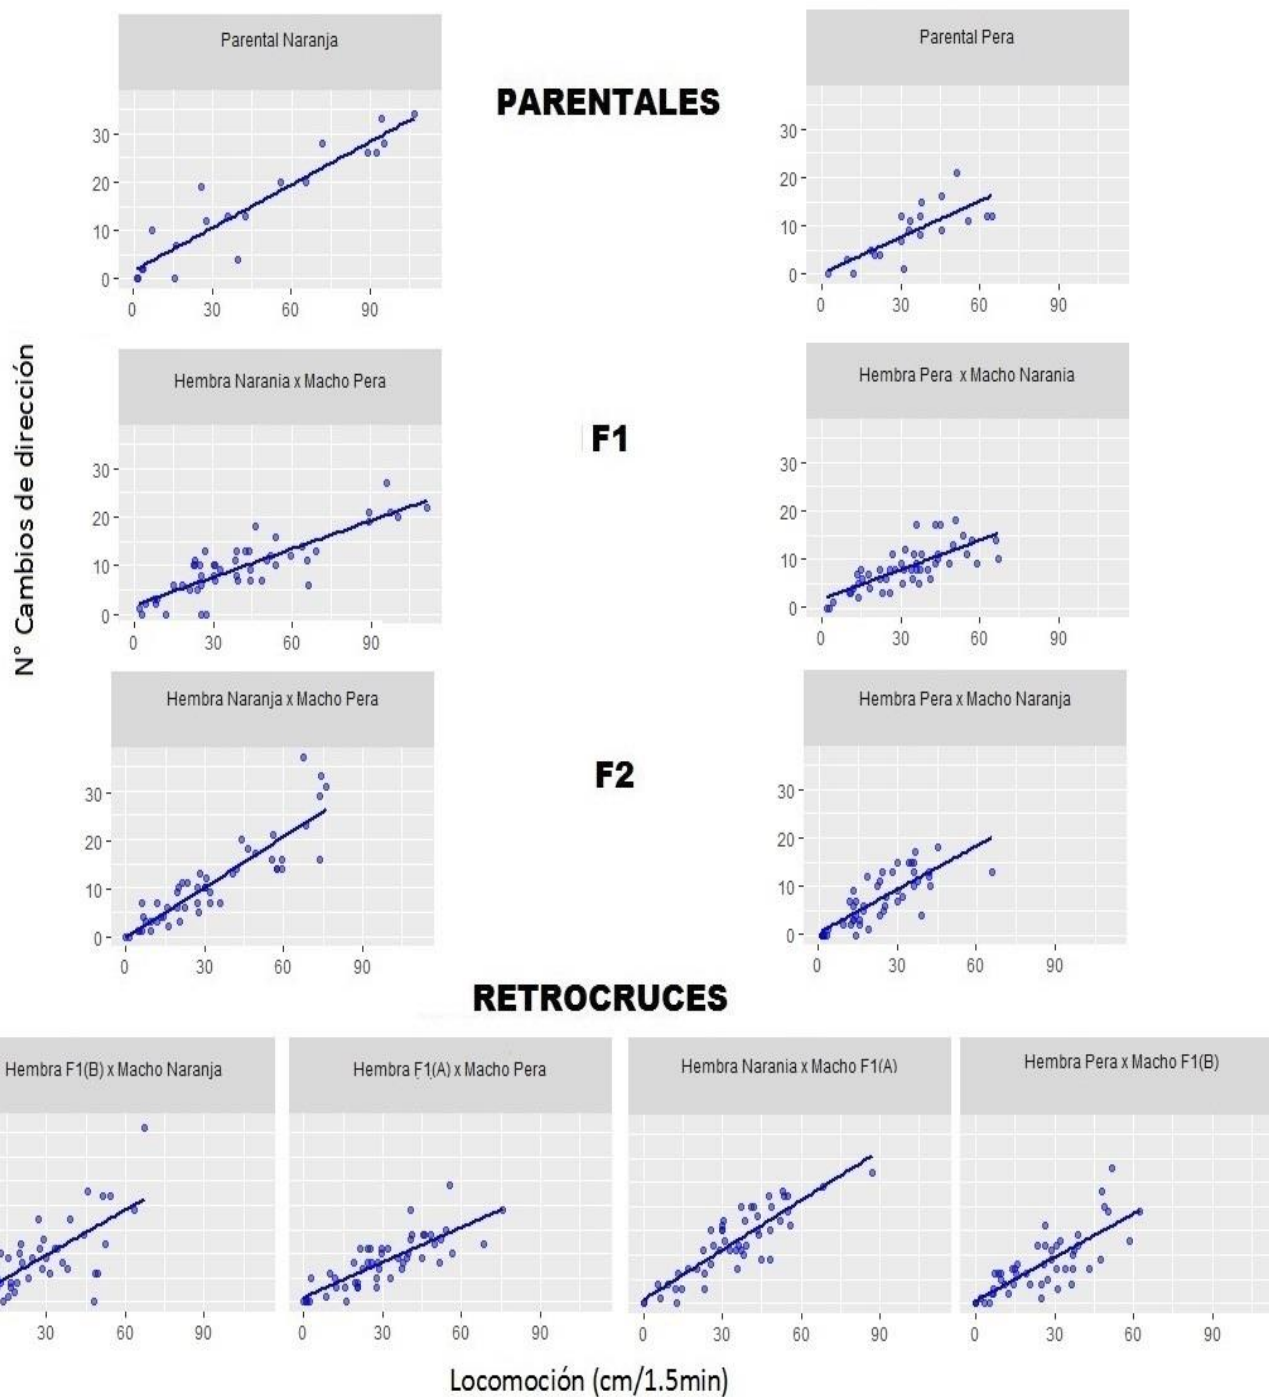 Parental Naranja
Parental Pera
PARENTALES
30
20
10
0
0 30 60 90
30
20
10
0
0 30 60 90
N° Cambios de dirección
Hembra Narania x Macho Pera
Hembra Pera x Macho Narania
F1
30
20
10
0
0 30 60 90
30
20
10
0
0 30 60 90
Hembra Naranja x Macho Pera
Hembra Pera x Macho Naranja
F2
30
20
10
0
0 30 60 90
30
20
10
0
0 30 60 90
RETROCRUCES
Hembra F1(B) x Macho Naranja
Hembra F1(A) x Macho Pera
Hembra Narania x Macho F1(A)
Hembra Pera x Macho F1(B)
30 60 90
0 30 60 90
0 30 60 90
0 30 60 90
Locomoción (cm/1.5min)